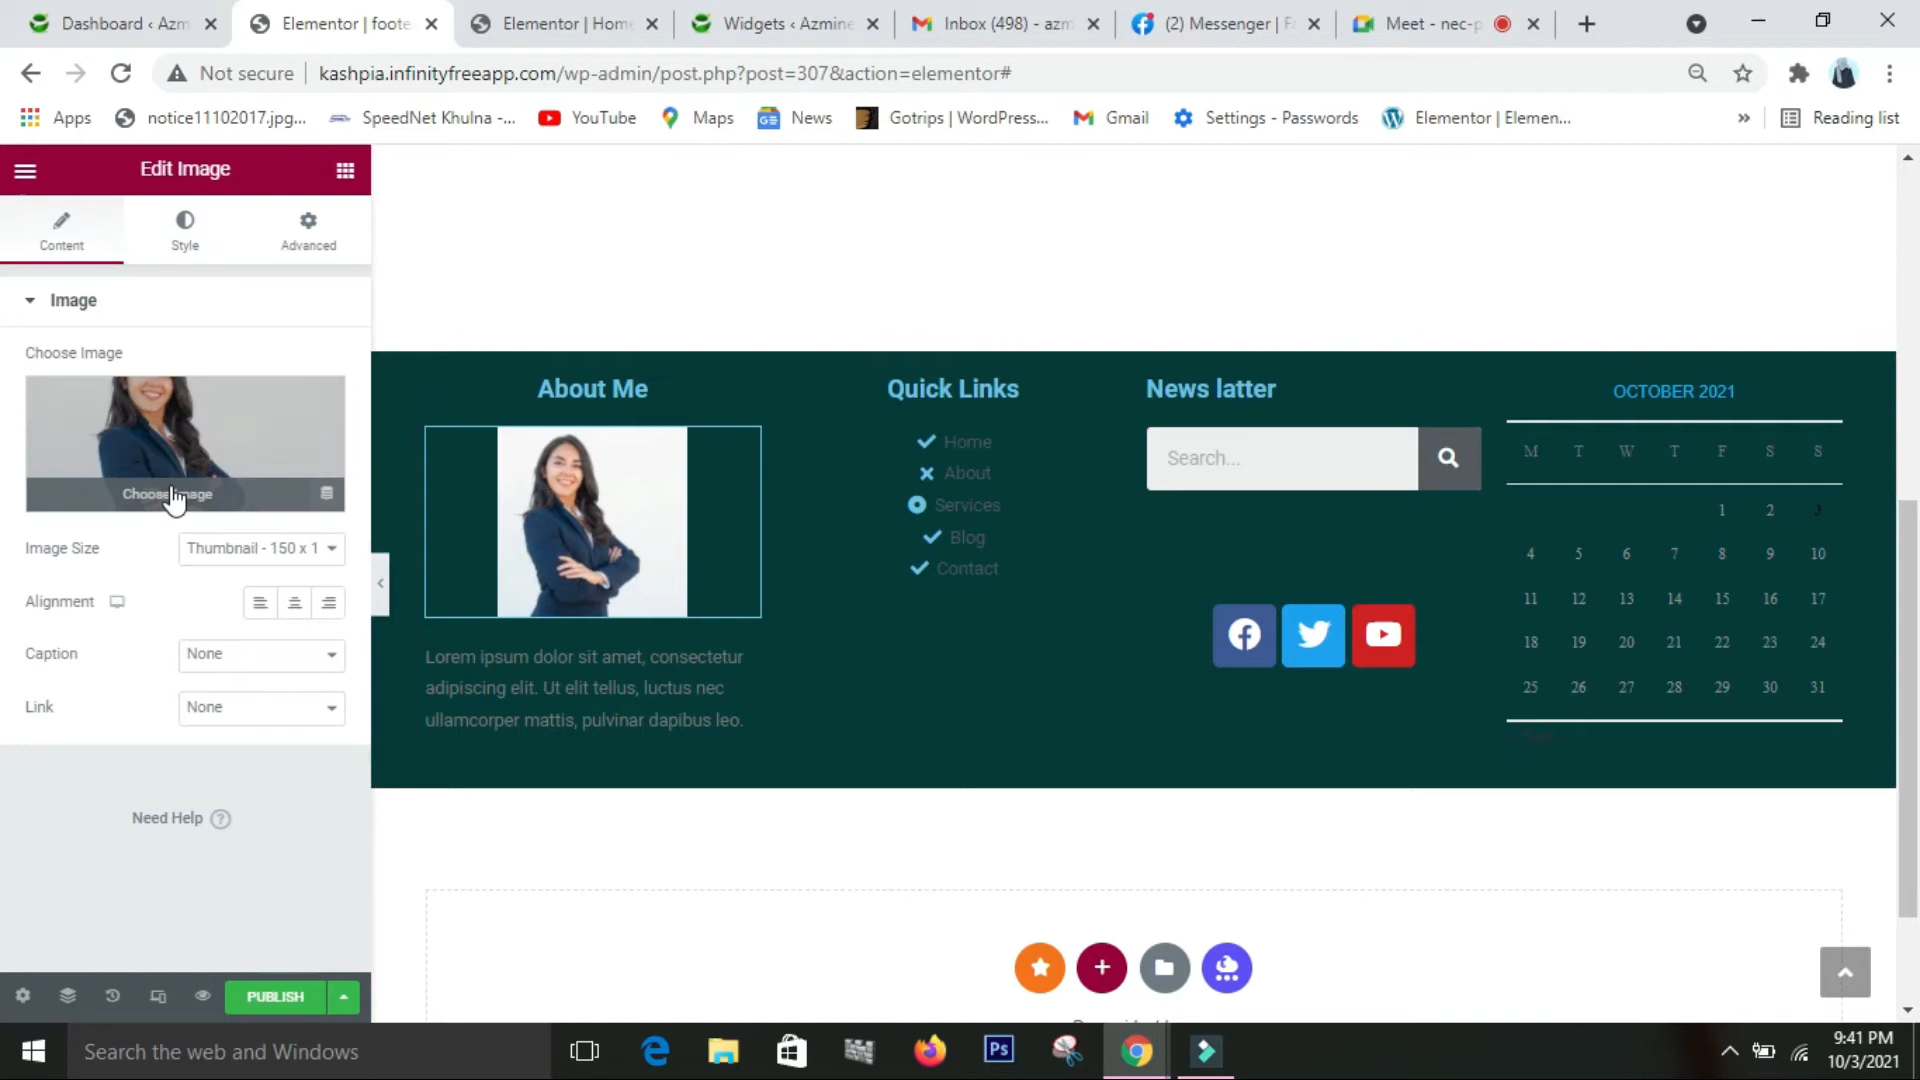 Dashboard ‹ Azm
Elementor | foote
Elementor | Home
Widgets ‹ Azmine
Inbox (498) - azm
(2) Messenger | Fa
Meet - nec-p
Not secure
kashpia.infinityfreeapp.com/wp-admin/post.php?post=307&action=elementor#
Apps
notice11102017.jpg...
SpeedNet Khulna -...
YouTube
Maps
News
Gotrips | WordPress...
Gmail
Settings - Passwords
Elementor | Elemen...
»
Reading list
Edit Image
Content
Style
Advanced
Image
Choose Image
Choose Image
Image Size
Thumbnail - 150 x 1
Alignment
Caption
None
Link
None
Need Help ?
PUBLISH
About Me
Lorem ipsum dolor sit amet, consectetur
adipiscing elit. Ut elit tellus, luctus nec
ullamcorper mattis, pulvinar dapibus leo.
Quick Links
Home
About
Services
Blog
Contact
News latter
Search...
OCTOBER 2021
M T W T F S S
1 2 3
4 5 6 7 8 9 10
11 12 13 14 15 16 17
18 19 20 21 22 23 24
25 26 27 28 29 30 31
Search the web and Windows
Ps
9:41 PM
10/3/2021